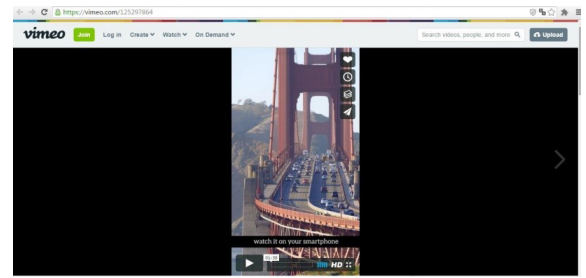 https://vimeo.com/125297864
vimeo Join Log in Create Watch On Demand Search videos, people, and more Upload
watch it on your smartphone
HD